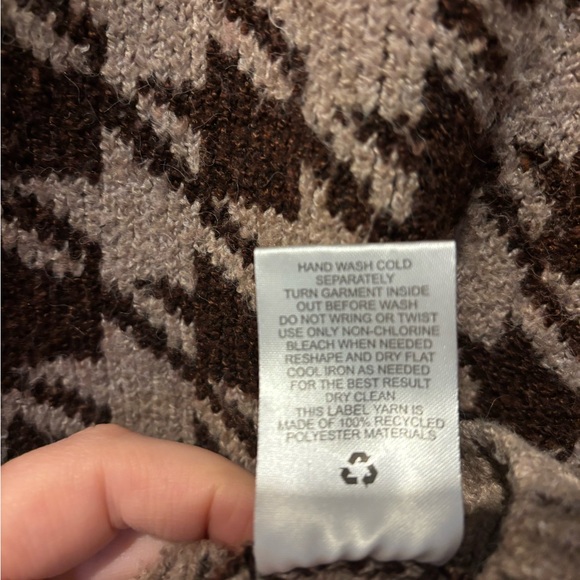 HAND WASH COLD
SEPARATELY
TURN GARMENT INSIDE
OUT BEFORE WASH
DO NOT WRING OR TWIST
USE ONLY NON-CHLORINE
BLEACH WHEN NEEDED
RESHAPE AND DRY FLAT
COOL IRON AS NEEDED
FOR THE BEST RESULT
DRY CLEAN
THIS LABEL YARN IS
MADE OF 100% RECYCLED
POLYESTER MATERIALS